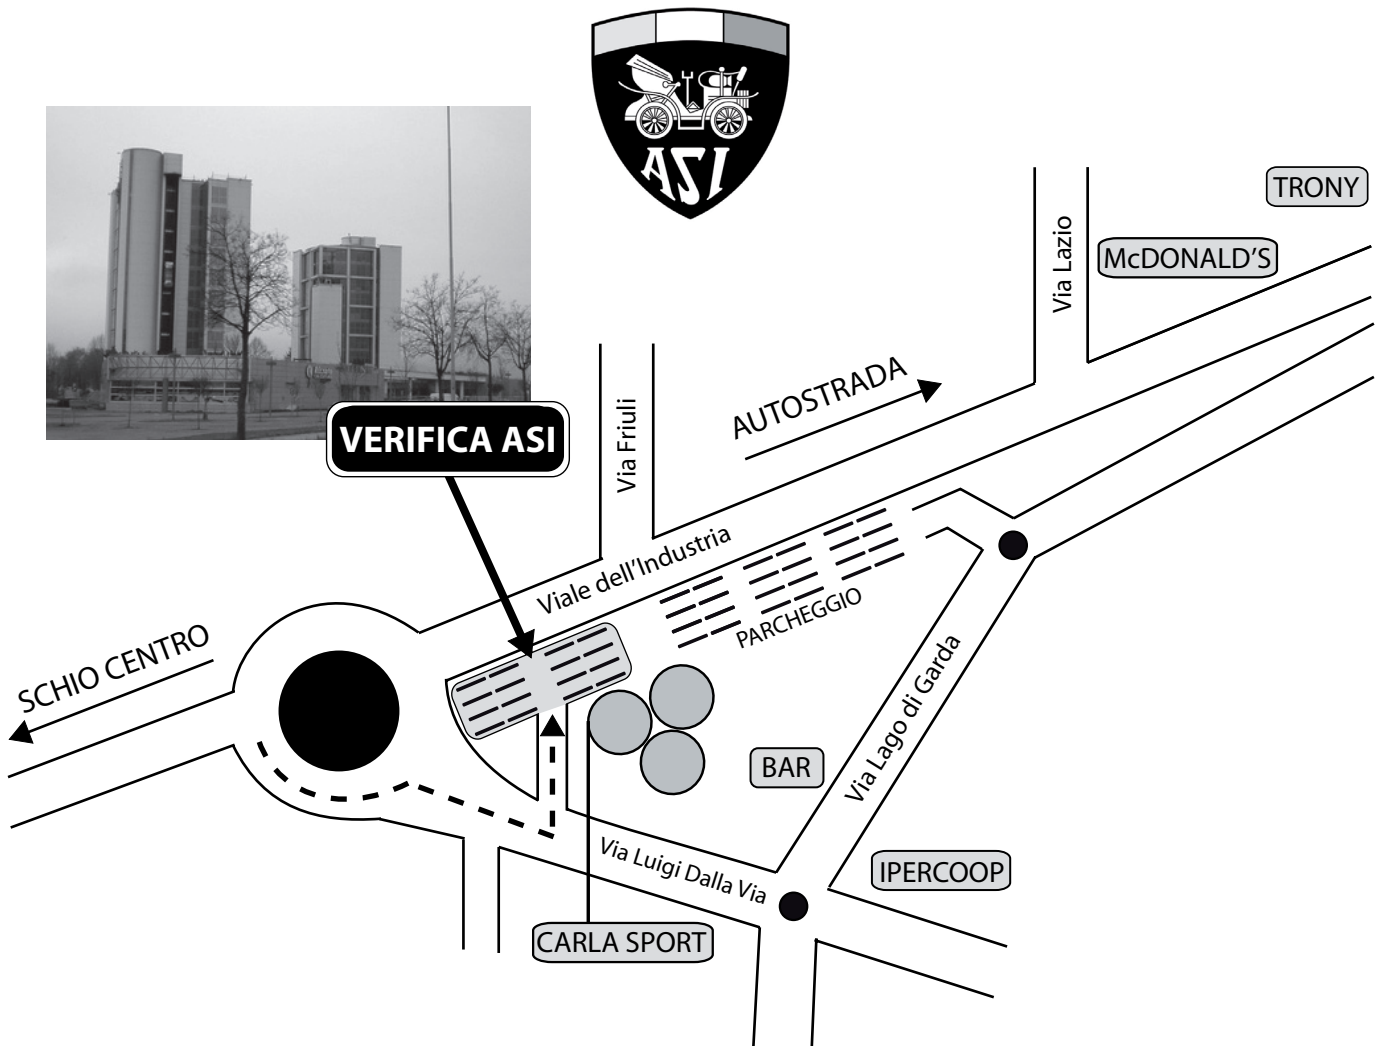 ASI
TRONY
Via Lazio
McDONALD'S
AUTOSTRADA
Via Friuli
VERIFICA ASI
Viale dell'Industria
PARCHEGGIO
SCHIO CENTRO
Via Lago di Garda
BAR
Via Luigi Dalla Via
IPERCOOP
CARLA SPORT